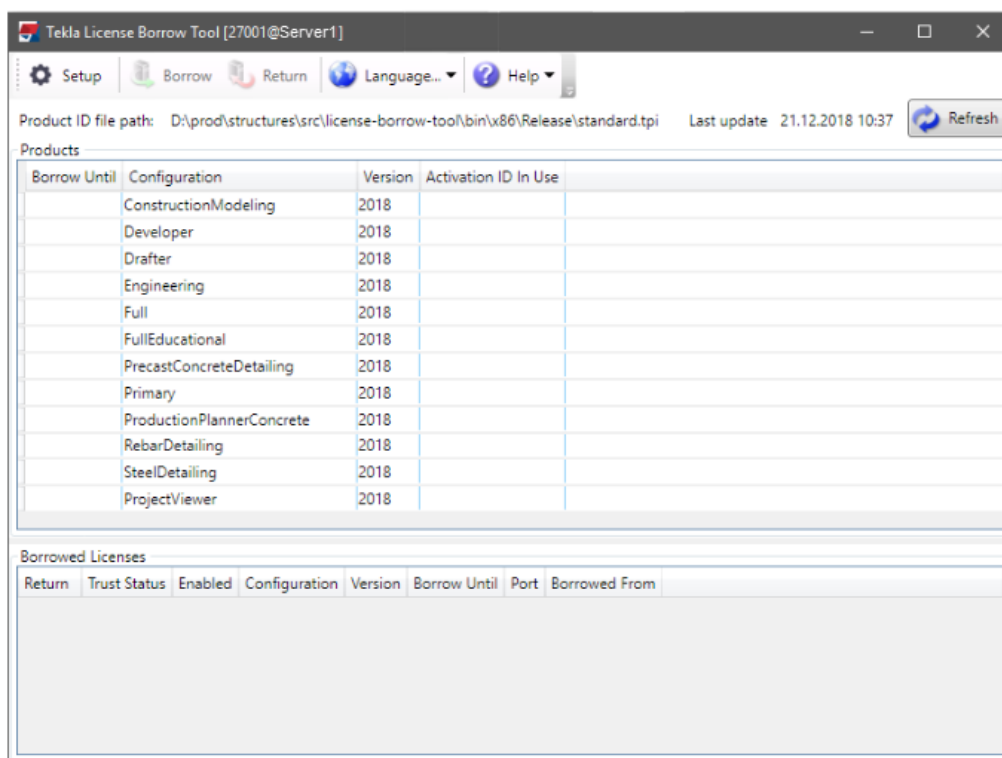 Tekla License Borrow Tool [27001@Server1]
Setup Borrow Return Language... Help
Product ID file path: D:\prod\structures\src\license-borrow-tool\bin\x86\Release\standard.tpi Last update 21.12.2018 10:37 Refresh
Products
Borrow Until Configuration Version Activation ID In Use
ConstructionModeling 2018
Developer 2018
Drafter 2018
Engineering 2018
Full 2018
FullEducational 2018
PrecastConcreteDetailing 2018
Primary 2018
ProductionPlannerConcrete 2018
RebarDetailing 2018
SteelDetailing 2018
ProjectViewer 2018
Borrowed Licenses
Return Trust Status Enabled Configuration Version Borrow Until Port Borrowed From